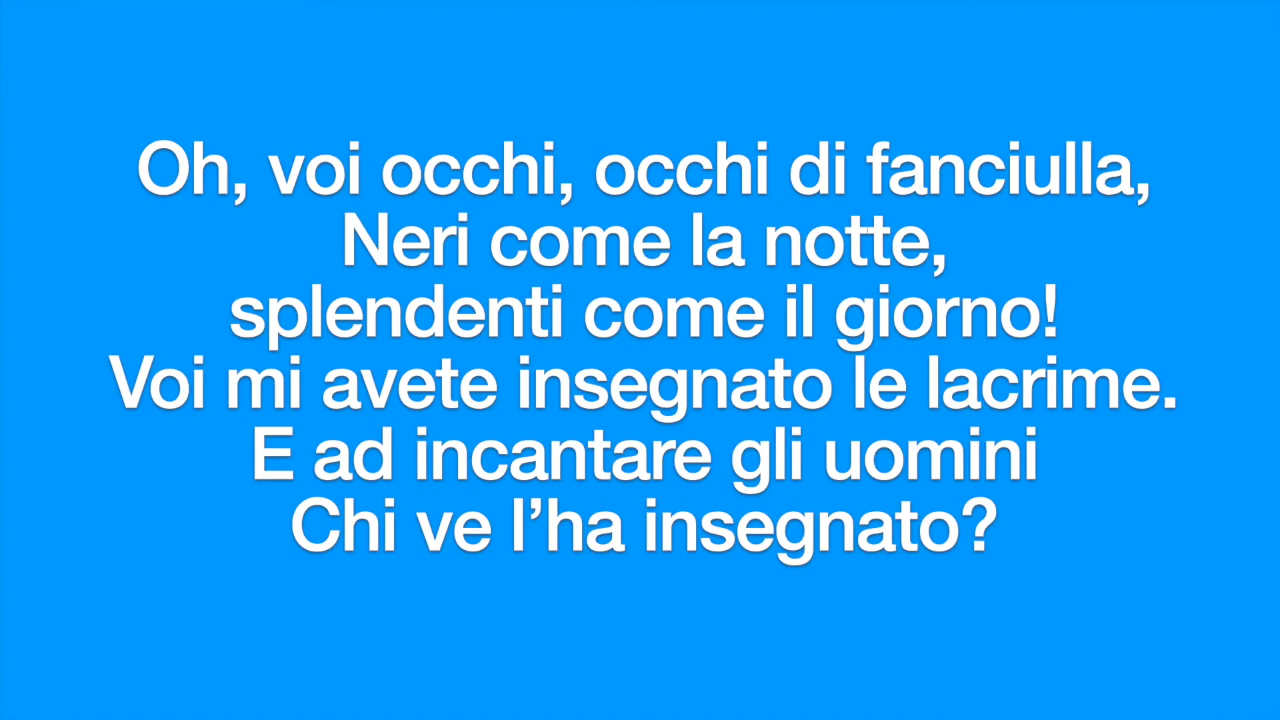 Oh, voi occhi, occhi di fanciulla,
Neri come la notte,
splendenti come il giorno!
Voi mi avete insegnato le lacrime.
E ad incantare gli uomini
Chi ve l’ha insegnato?